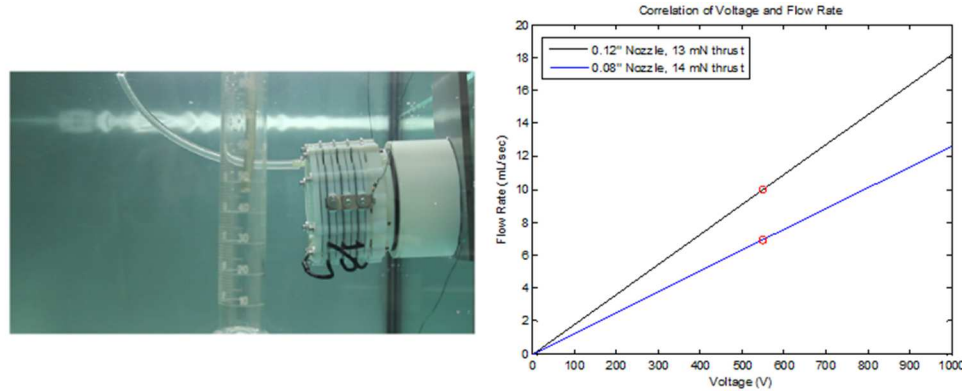 Correlation of Voltage and Flow Rate
0.12" Nozzle, 13 mN thrust
0.08" Nozzle, 14 mN thrust
Flow Rate (mL/sec)
20
18
16
14
12
10
8
6
4
2
0
0 100 200 300 400 500 600 700 800 900 1000
Voltage (V)